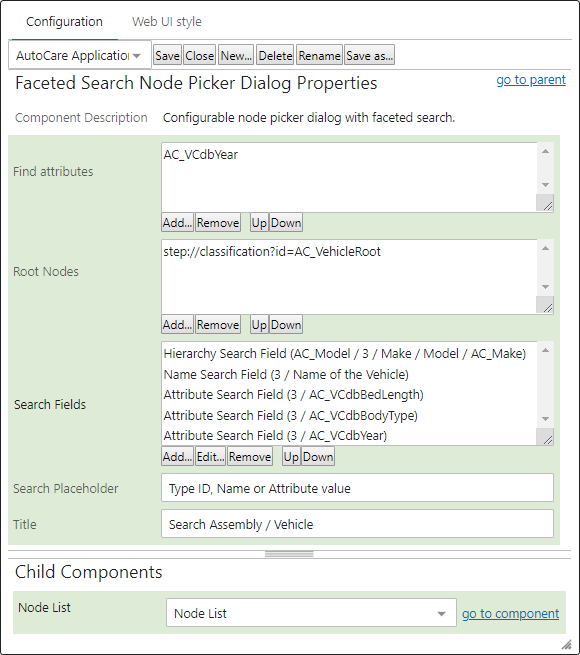 Configuration
Web UI style
AutoCare Application
Save Close New... Delete Rename Save as...
Faceted Search Node Picker Dialog Properties
go to parent
Component Description Configurable node picker dialog with faceted search.
Find attributes
AC_VCdbYear
Add... Remove Up Down
Root Nodes
step://classification?id=AC_VehicleRoot
Add... Remove Up Down
Search Fields
Hierarchy Search Field (AC_Model / 3 / Make / Model / AC_Make)
Name Search Field (3 / Name of the Vehicle)
Attribute Search Field (3 / AC_VCdbBedLength)
Attribute Search Field (3 / AC_VCdbBodyType)
Attribute Search Field (3 / AC_VCdbYear)
Add... Edit... Remove Up Down
Search Placeholder Type ID, Name or Attribute value
Title Search Assembly / Vehicle
Child Components
Node List Node List go to component